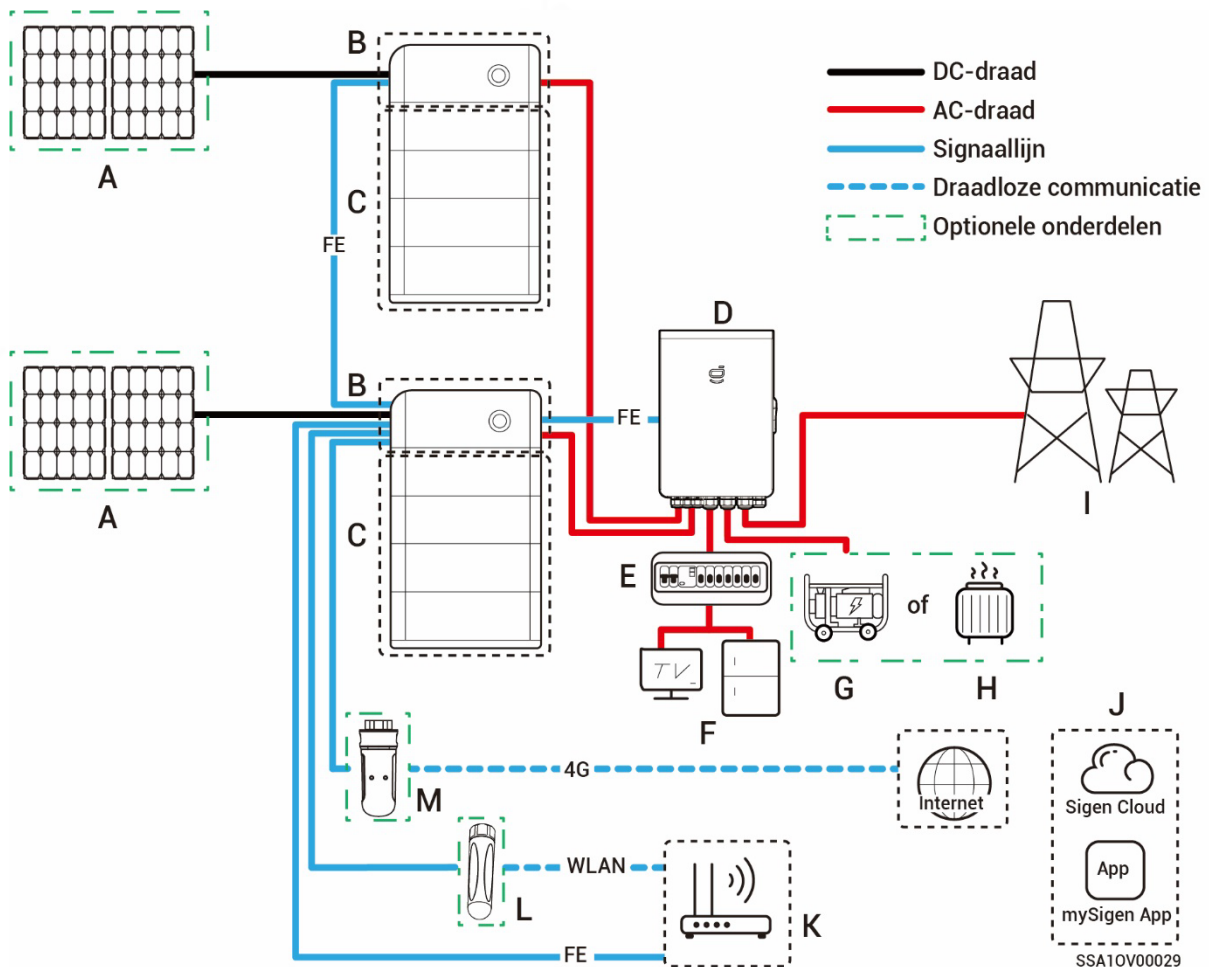 B
DC-draad
AC-draad
Signaallijn
Draadloze communicatie
Optionele onderdelen
A
C
FE
D
B
FE
I
A
C
E
of
TV
G
H
F
J
4G
M
Internet
Sigen Cloud
App
mySigen App
WLAN
L
K
FE
SSA1OV00029